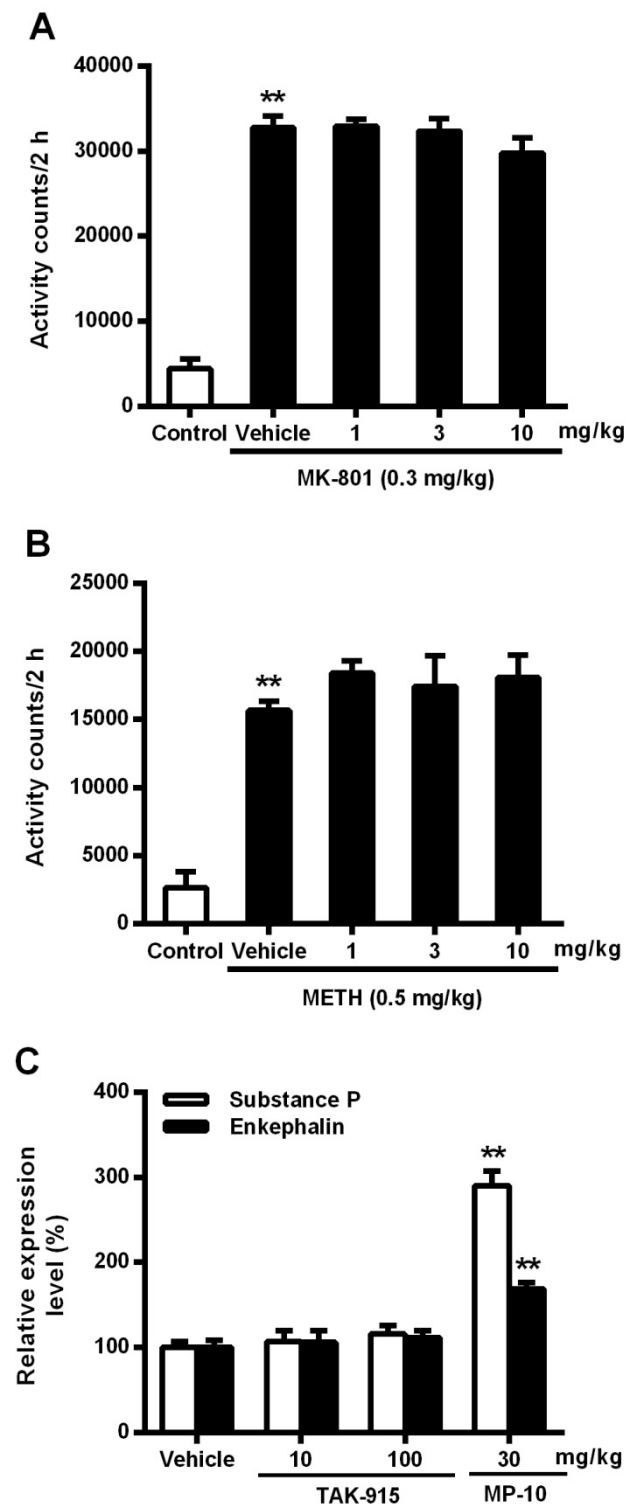 A
40000
30000
20000
10000
0
Activity counts/2 h
**
Control Vehicle 1 3 10 mg/kg
MK-801 (0.3 mg/kg)
B
25000
20000
15000
10000
5000
0
Activity counts/2 h
**
Control Vehicle 1 3 10 mg/kg
METH (0.5 mg/kg)
C
400
300
200
100
0
Relative expression
level (%)
Substance P
Enkephalin
**
**
Vehicle 10 100 30 mg/kg
TAK-915 MP-10